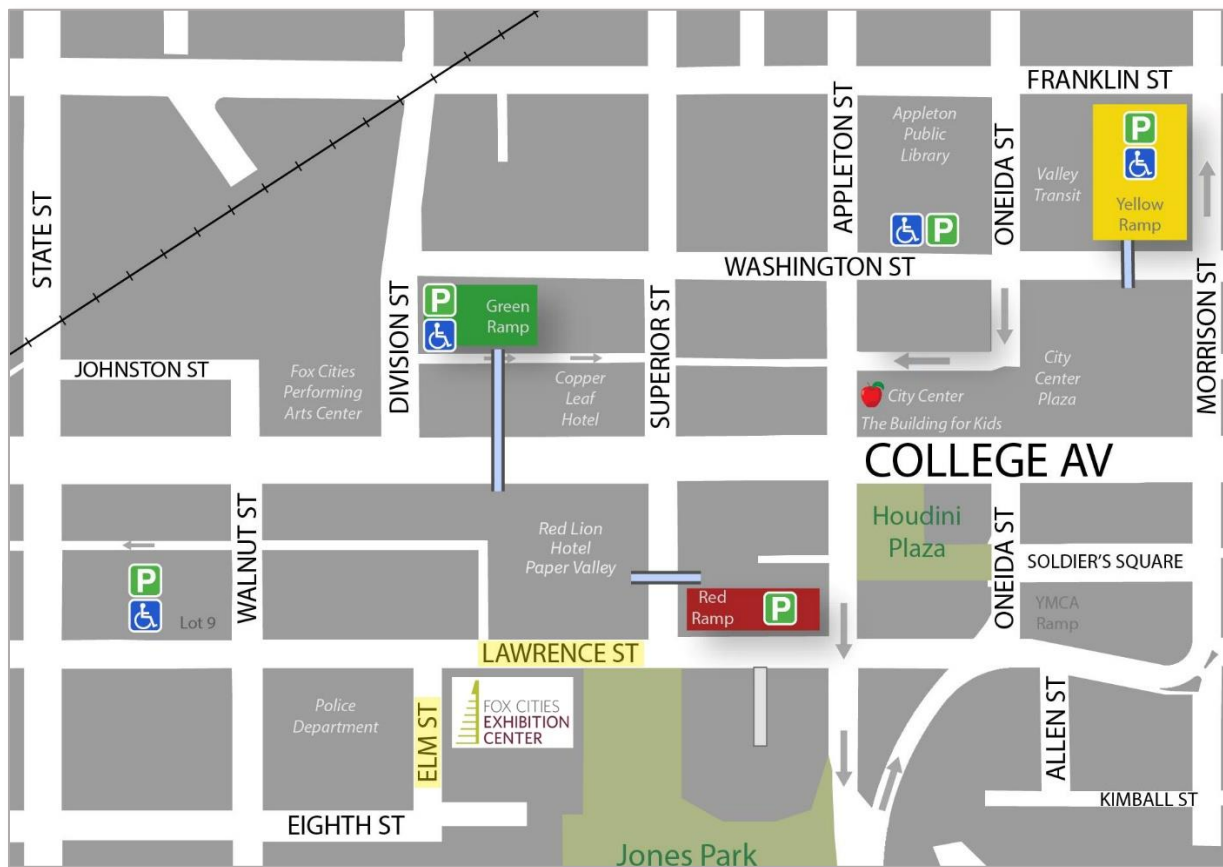 FRANKLIN ST
STATE ST
DIVISION ST
SUPERIOR ST
APPLETON ST
ONEIDA ST
MORRISON ST
Appleton
Public
Library
Valley
Transit
P
Yellow
Ramp
P
WASHINGTON ST
P
Green
Ramp
JOHNSTON ST
Fox Cities
Performing
Arts Center
Copper
Leaf
Hotel
City Center
The Building for Kids
City
Center
Plaza
COLLEGE AV
WALNUT ST
Red Lion
Hotel
Paper Valley
Houdini
Plaza
ONEIDA ST
SOLDIER'S SQUARE
P
Lot 9
Red
Ramp
P
YMCA
Ramp
LAWRENCE ST
Police
Department
ELM ST
FOX CITIES
EXHIBITION
CENTER
ALLEN ST
KIMBALL ST
EIGHTH ST
Jones Park